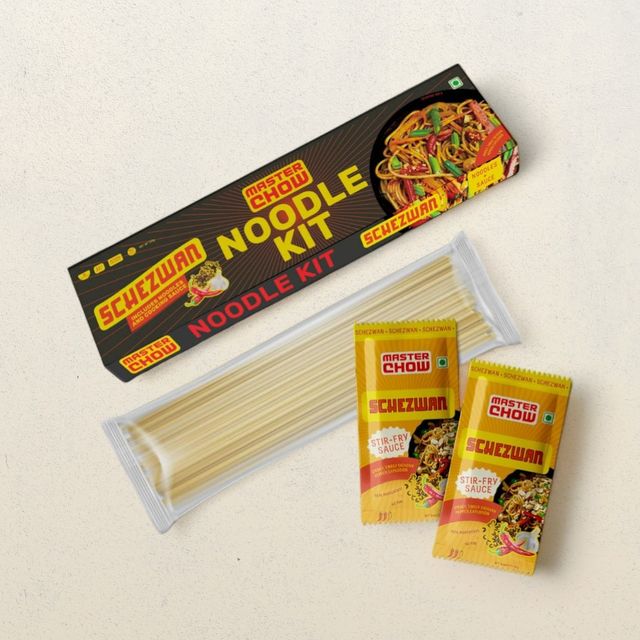 MASTER
CHOW
NOODLE
KIT
SCHEZWAN
INCLUDES NOODLES
AND COOKING SAUCE
NOODLES
&
SAUCE
SCHEZWAN
NOODLE KIT
MASTER
CHOW
SCHEZWAN • SCHEZWAN • SCHEZWAN
MASTER
CHOW
SCHEZWAN
STIR-FRY
SAUCE
SCHEZWAN • SCHEZWAN • SCHEZWAN
MASTER
CHOW
SCHEZWAN
STIR-FRY
SAUCE